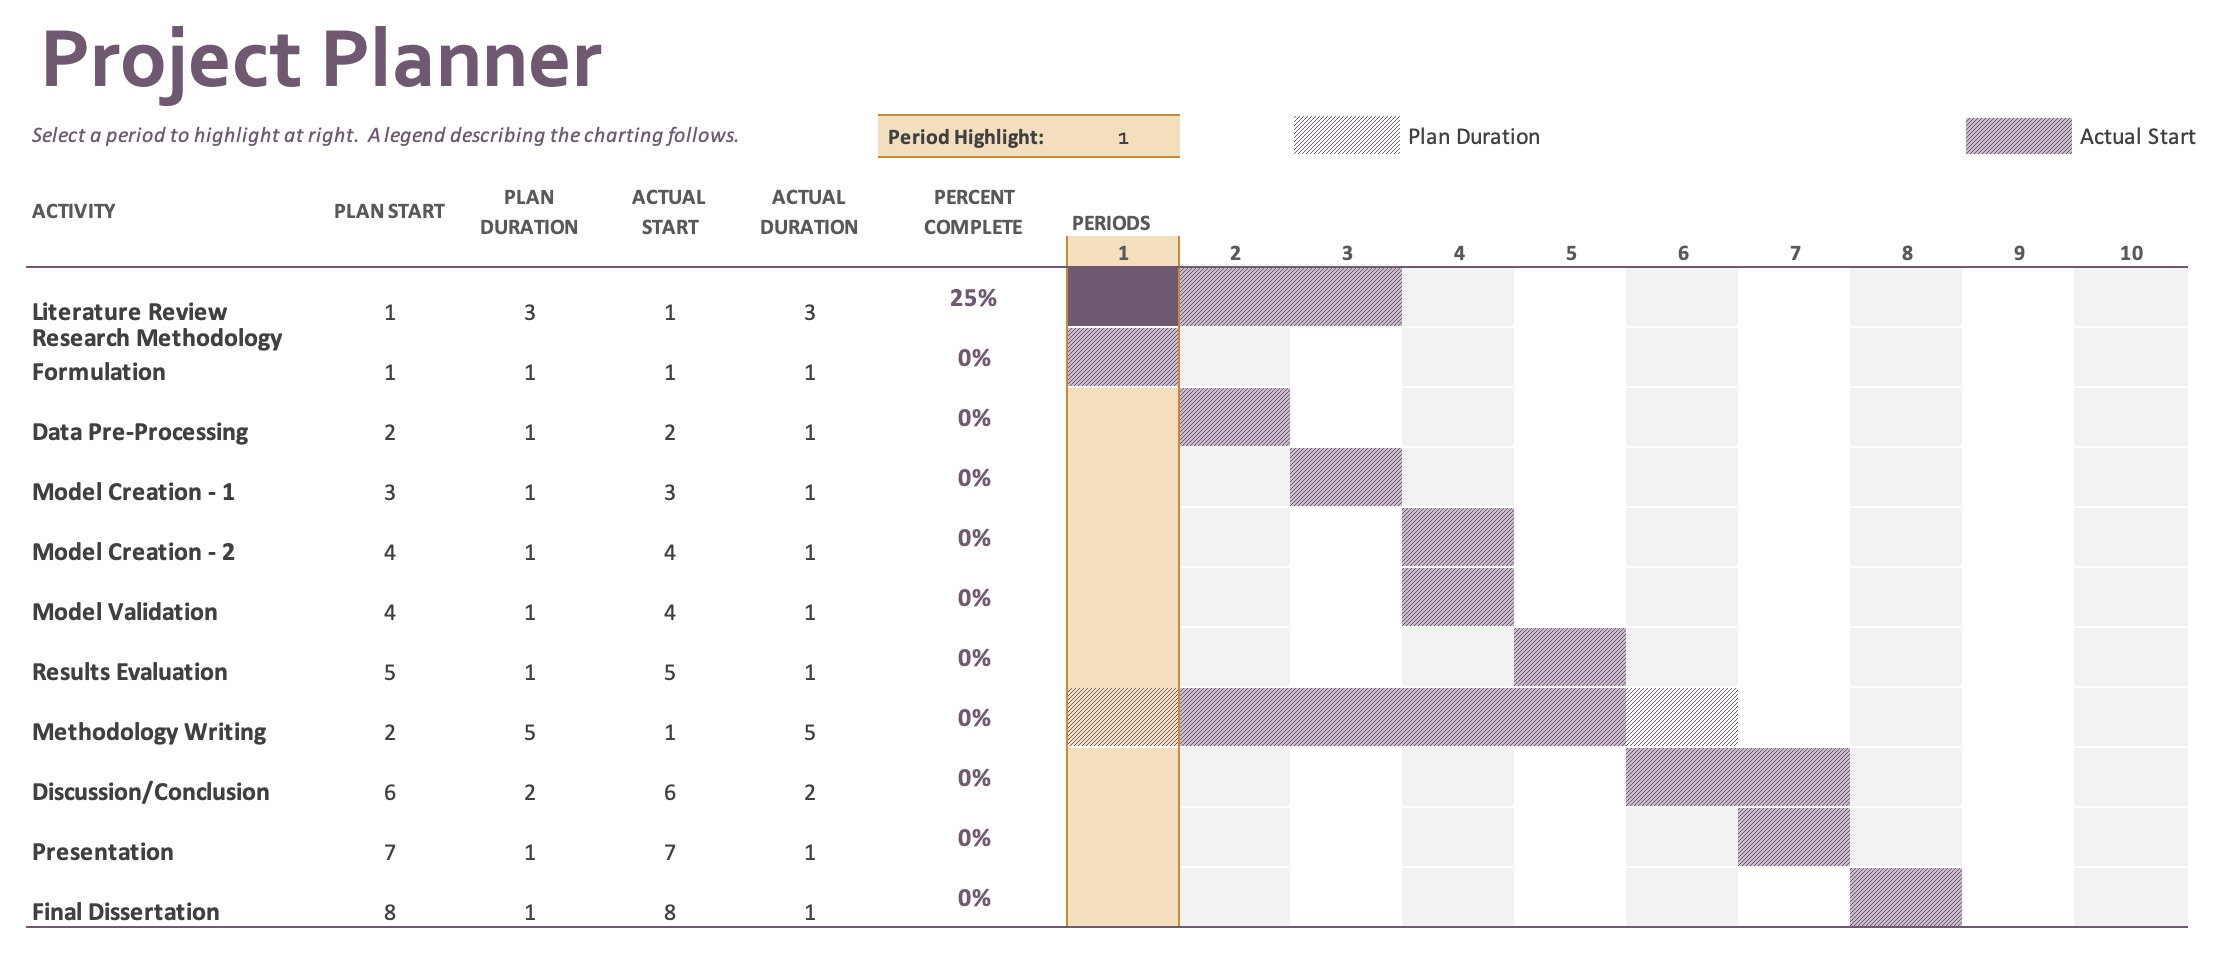 Project Planner
Select a period to highlight at right.  A legend describing the charting follows.
Period Highlight: 1
Plan Duration
Actual Start
ACTIVITY
PLAN START
PLAN
DURATION
ACTUAL
START
ACTUAL
DURATION
PERCENT
COMPLETE
PERIODS
1 2 3 4 5 6 7 8 9 10
Literature Review 1 3 1 3 25%
Research Methodology
Formulation 1 1 1 1 0%
Data Pre-Processing 2 1 2 1 0%
Model Creation - 1 3 1 3 1 0%
Model Creation - 2 4 1 4 1 0%
Model Validation 4 1 4 1 0%
Results Evaluation 5 1 5 1 0%
Methodology Writing 2 5 1 5 0%
Discussion/Conclusion 6 2 6 2 0%
Presentation 7 1 7 1 0%
Final Dissertation 8 1 8 1 0%